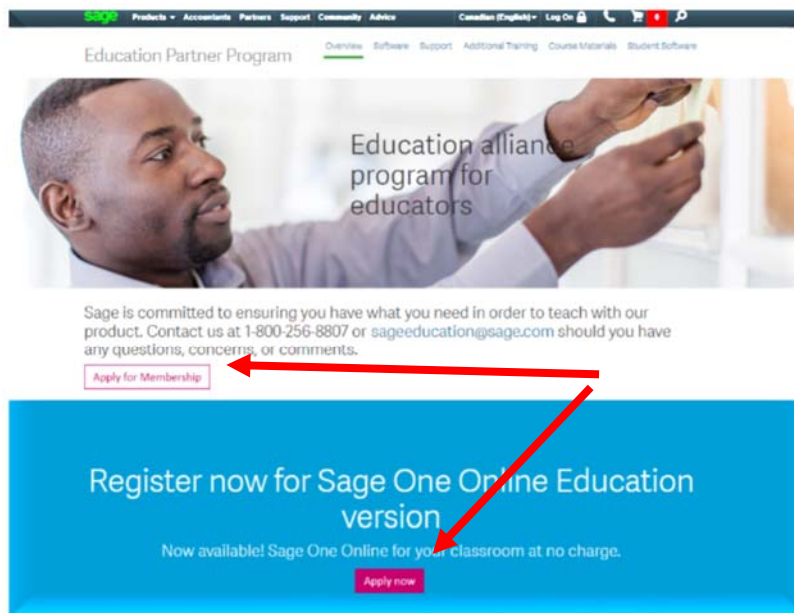 sage Products Accountants Partners Support Community Advice Canadian (English) Log On 0
Education Partner Program
Overview Software Support Additional Training Course Materials Student Software
Education alliance
program for
educators
Sage is committed to ensuring you have what you need in order to teach with our
product. Contact us at 1-800-256-8807 or sageeducation@sage.com should you have
any questions, concerns, or comments.
Apply for Membership
Register now for Sage One Online Education
version
Now available! Sage One Online for your classroom at no charge.
Apply now